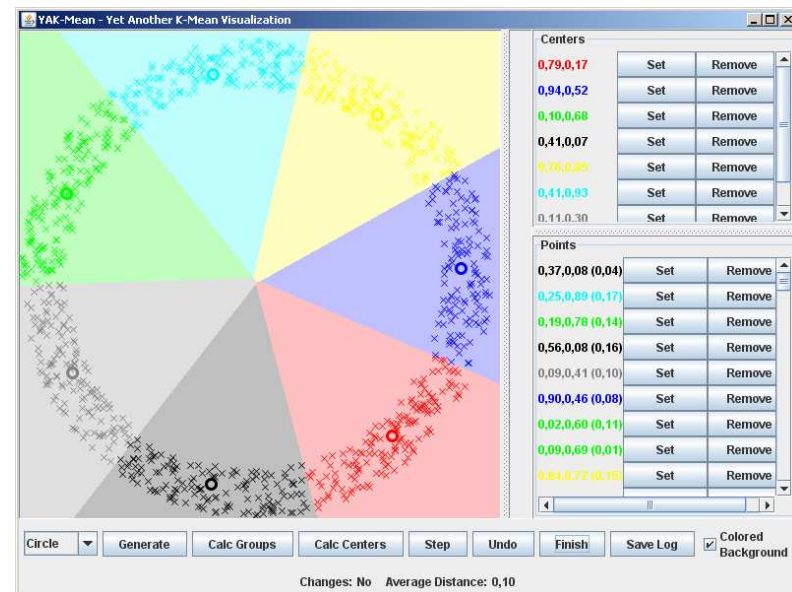 YAK-Mean - Yet Another K-Mean Visualization
Centers
0,79,0,17 Set Remove
0,94,0,52 Set Remove
0,10,0,68 Set Remove
0,41,0,07 Set Remove
0,76,0,85 Set Remove
0,41,0,93 Set Remove
0,11,0,30 Set Remove
Points
0,37,0,08 (0,04) Set Remove
0,25,0,89 (0,17) Set Remove
0,19,0,78 (0,14) Set Remove
0,56,0,08 (0,16) Set Remove
0,09,0,41 (0,10) Set Remove
0,90,0,46 (0,08) Set Remove
0,02,0,60 (0,11) Set Remove
0,09,0,69 (0,01) Set Remove
0,84,0,77 (0,15) Set Remove
Circle Generate Calc Groups Calc Centers Step Undo Finish Save Log Colored Background
Changes: No Average Distance: 0,10